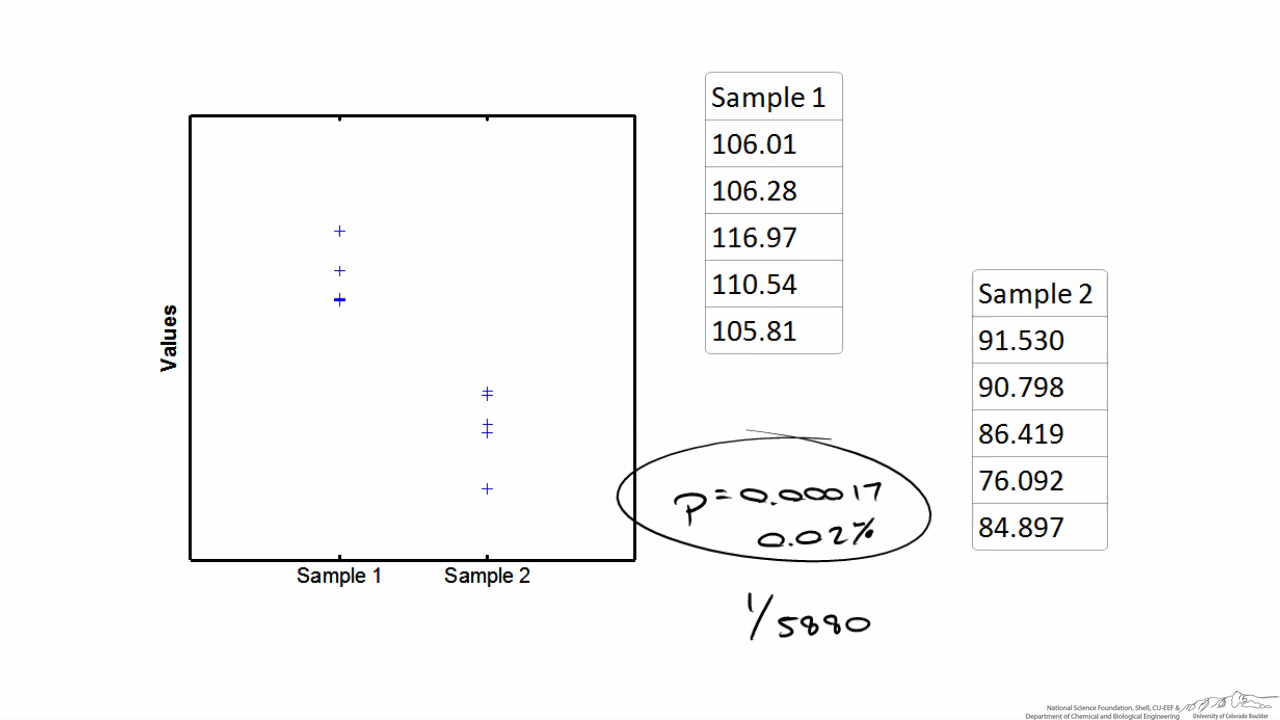 Values
Sample 1
Sample 2
Sample 1
106.01
106.28
116.97
110.54
105.81
Sample 2
91.530
90.798
86.419
76.092
84.897
P=0.00017
0.02%
1/5880
National Science Foundation, Shell, CU-EEF &
Department of Chemical and Biological Engineering
University of Colorado Boulder